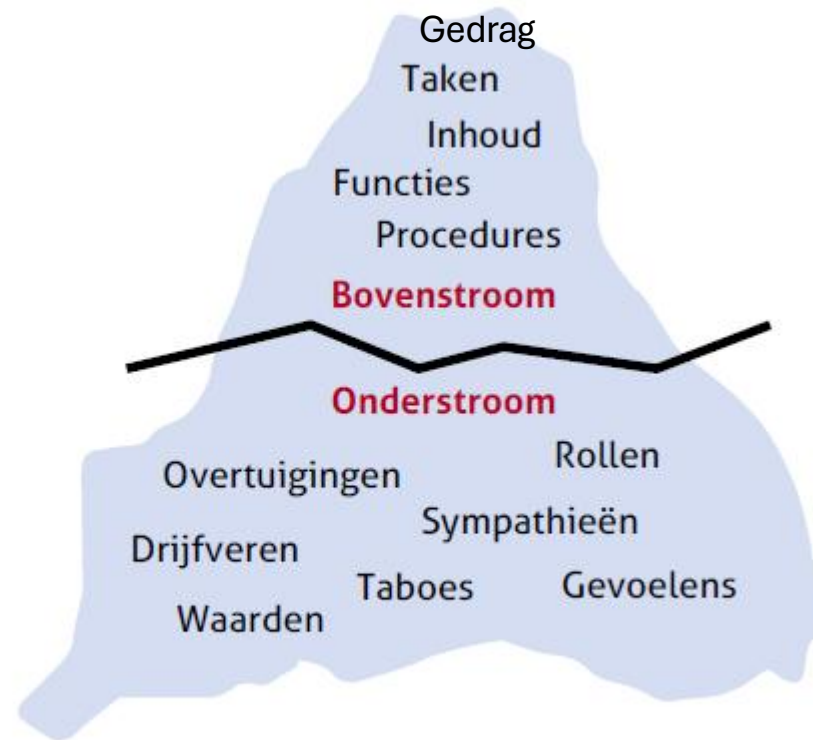 Gedrag
Taken
Inhoud
Functies
Procedures
Bovenstroom
Onderstroom
Rollen
Overtuigingen
Sympathieën
Drijfveren
Taboes
Gevoelens
Waarden